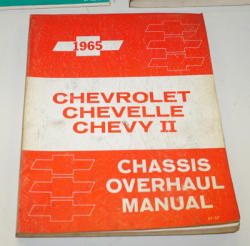 1965
CHEVROLET
CHEVELLE
CHEVY II
CHASSIS
OVERHAUL
MANUAL